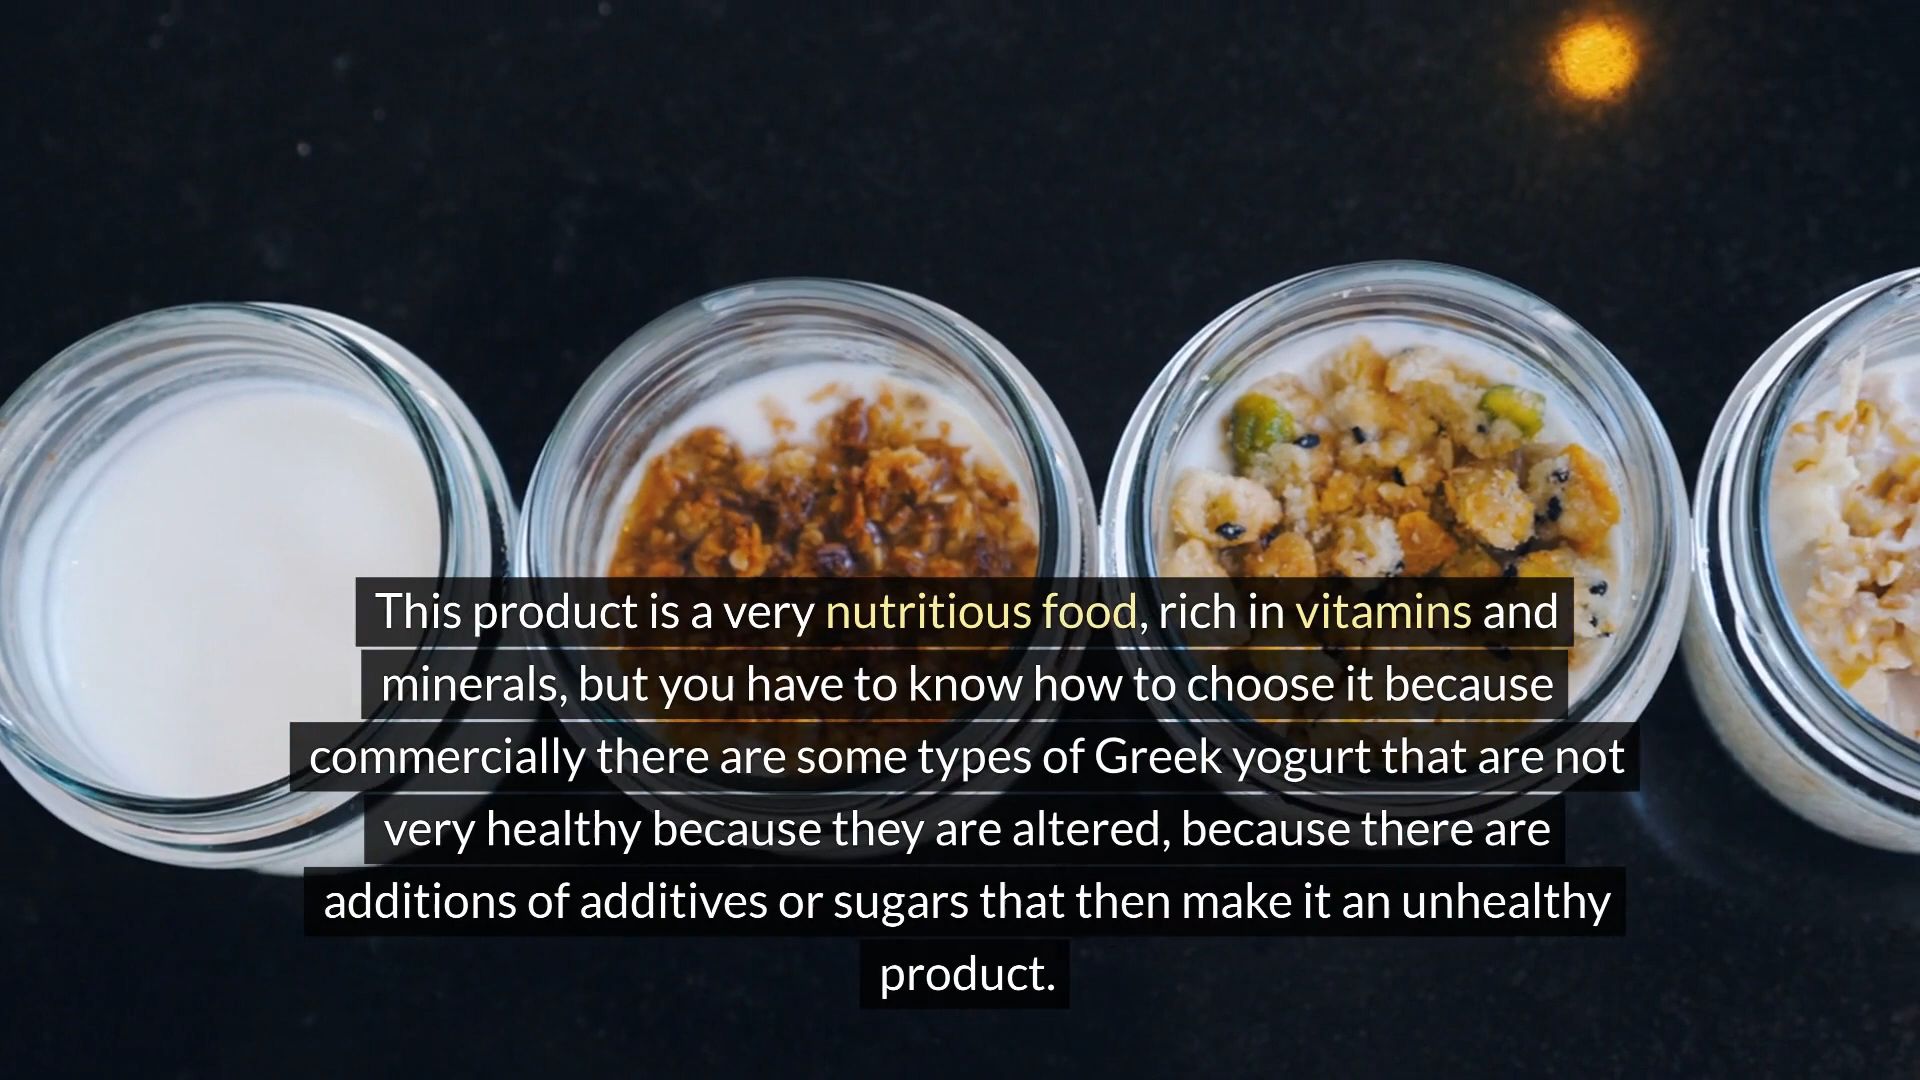 This product is a very nutritious food, rich in vitamins and
minerals, but you have to know how to choose it because
commercially there are some types of Greek yogurt that are not
very healthy because they are altered, because there are
additions of additives or sugars that then make it an unhealthy
product.